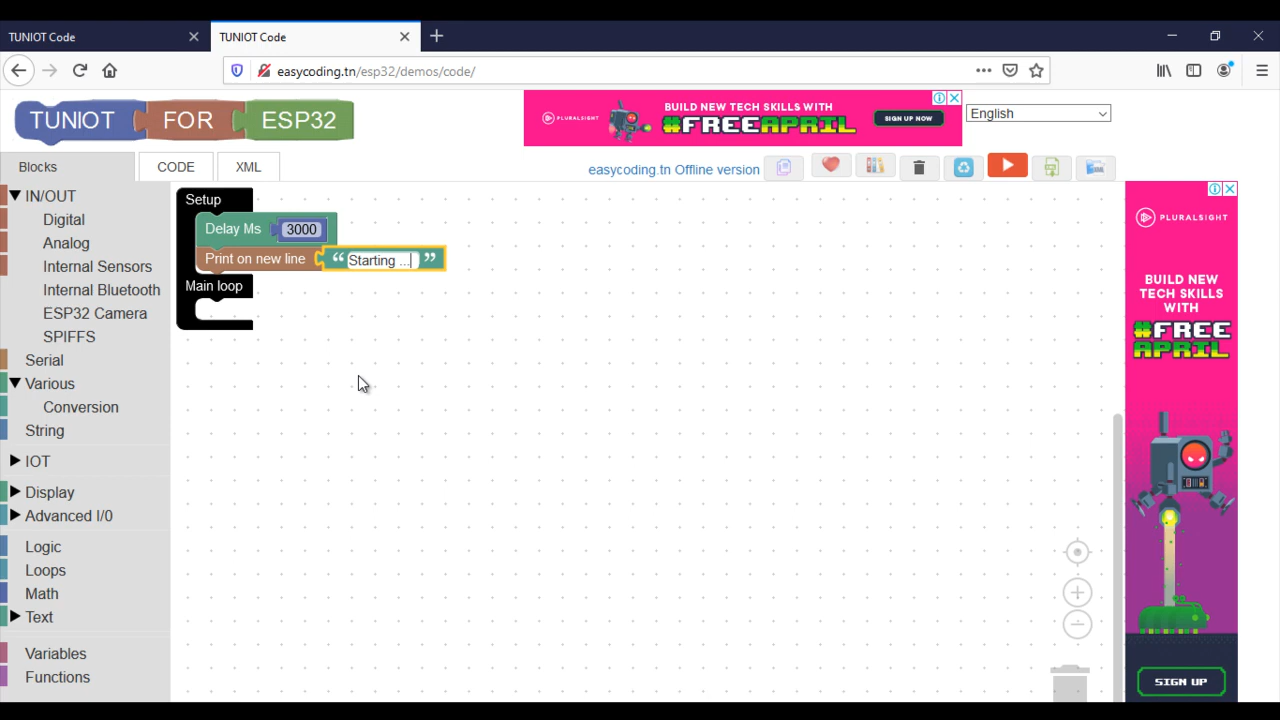 TUNIOT Code
TUNIOT Code
easycoding.tn/esp32/demos/code/
TUNIOT FOR ESP32
PLURALSIGHT
BUILD NEW TECH SKILLS WITH
#FREEAPRIL
SIGN UP NOW
English
Blocks
CODE
XML
easycoding.tn Offline version
IN/OUT
Digital
Analog
Internal Sensors
Internal Bluetooth
ESP32 Camera
SPIFFS
Serial
Various
Conversion
String
IOT
Display
Advanced I/0
Logic
Loops
Math
Text
Variables
Functions
Setup
Delay Ms 3000
Print on new line “ Starting ... ”
Main loop
PLURALSIGHT
BUILD NEW
TECH SKILLS
WITH
#FREE
APRIL
SIGN UP